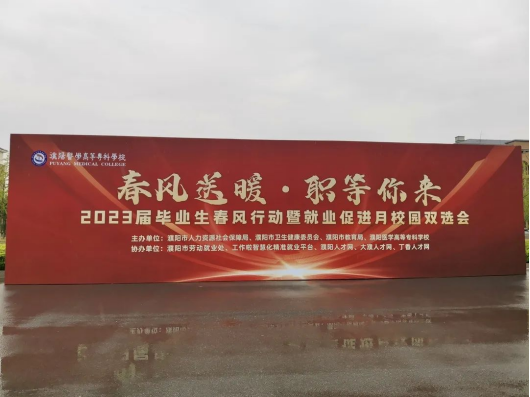 濮阳醫學高等專科學校
PUYANG MEDICAL COLLEGE
春风送暖·职等你来
2023届毕业生春风行动暨就业促进月校园双选会
主办单位：濮阳市人力资源社会保障局、濮阳市卫生健康委员会、濮阳市教育局、濮阳医学高等专科学校
协办单位：濮阳市劳动就业处、工作啦智慧化精准就业平台、濮阳人才网、大濮人才网、丁香人才网